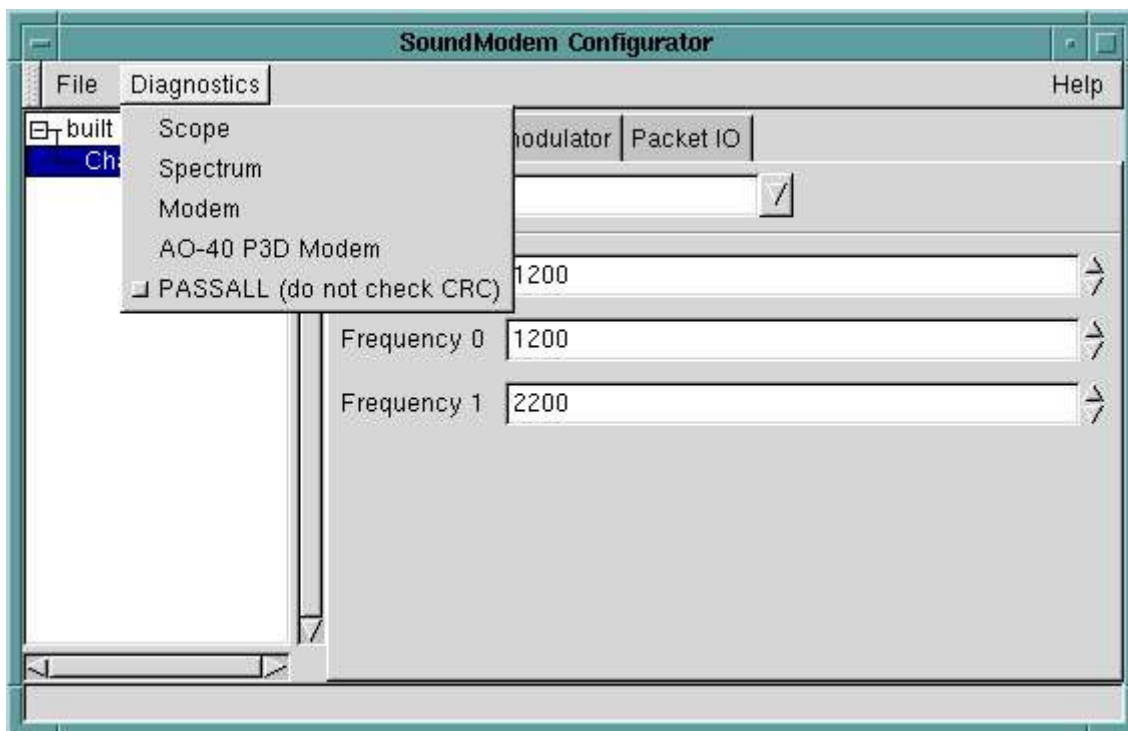 SoundModem Configurator
File Diagnostics Help
built
Scope
Spectrum
Modem
AO-40 P3D Modem
PASSALL (do not check CRC)
Packet IO
1200
Frequency 0 1200
Frequency 1 2200